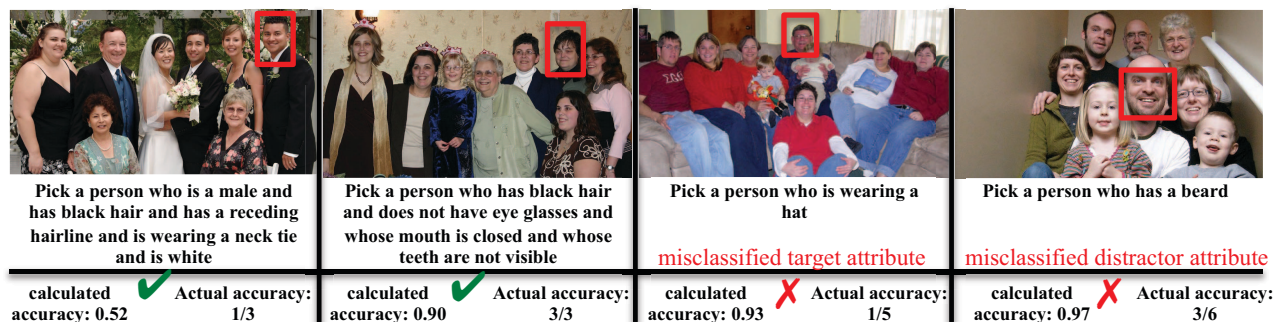 Pick a person who is a male and
has black hair and has a receding
hairline and is wearing a neck tie
and is white
calculated
accuracy: 0.52
Actual accuracy:
1/3
Pick a person who has black hair
and does not have eye glasses and
whose mouth is closed and whose
teeth are not visible
calculated
accuracy: 0.90
Actual accuracy:
3/3
Pick a person who is wearing a
hat
misclassified target attribute
calculated
accuracy: 0.93
Actual accuracy:
1/5
Pick a person who has a beard
misclassified distractor attribute
calculated
accuracy: 0.97
Actual accuracy:
3/6